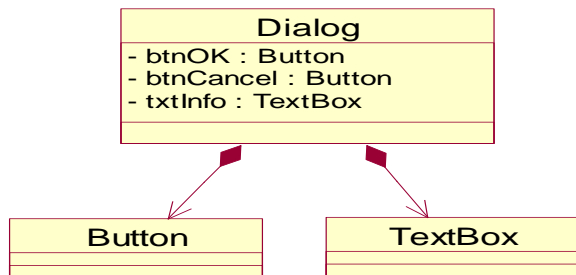 Dialog
- btnOK : Button
- btnCancel : Button
- txtInfo : TextBox
Button
TextBox